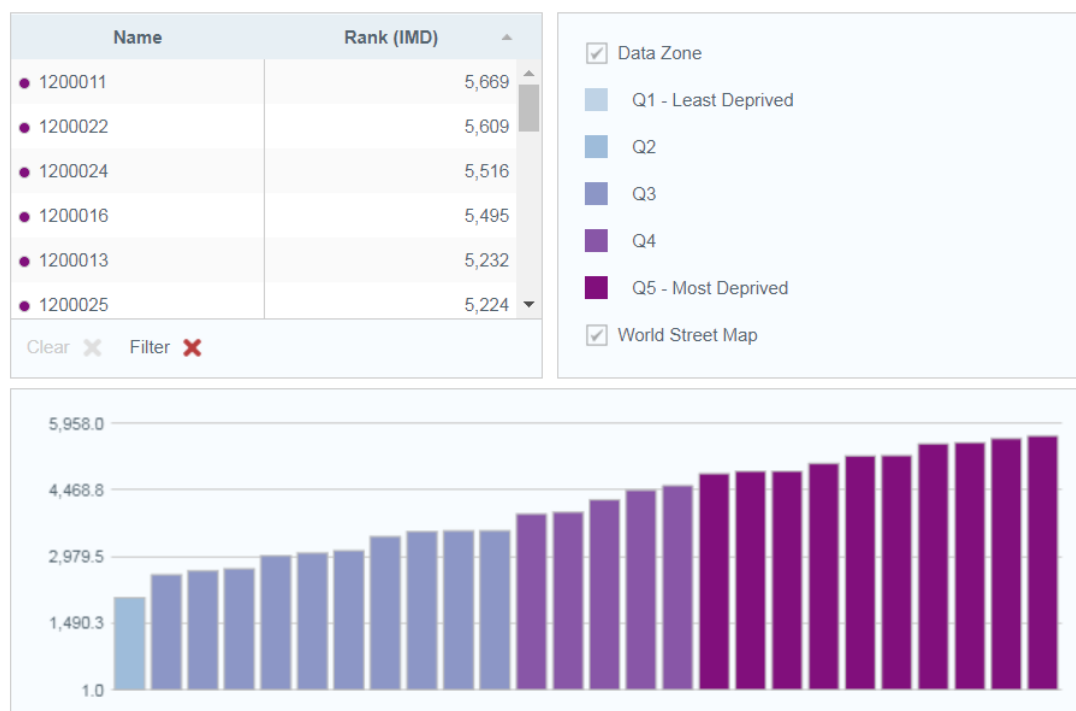 Name Rank (IMD)
1200011 5,669
1200022 5,609
1200024 5,516
1200016 5,495
1200013 5,232
1200025 5,224
Clear Filter
Data Zone
Q1 - Least Deprived
Q2
Q3
Q4
Q5 - Most Deprived
World Street Map
5,958.0
4,468.8
2,979.5
1,490.3
1.0